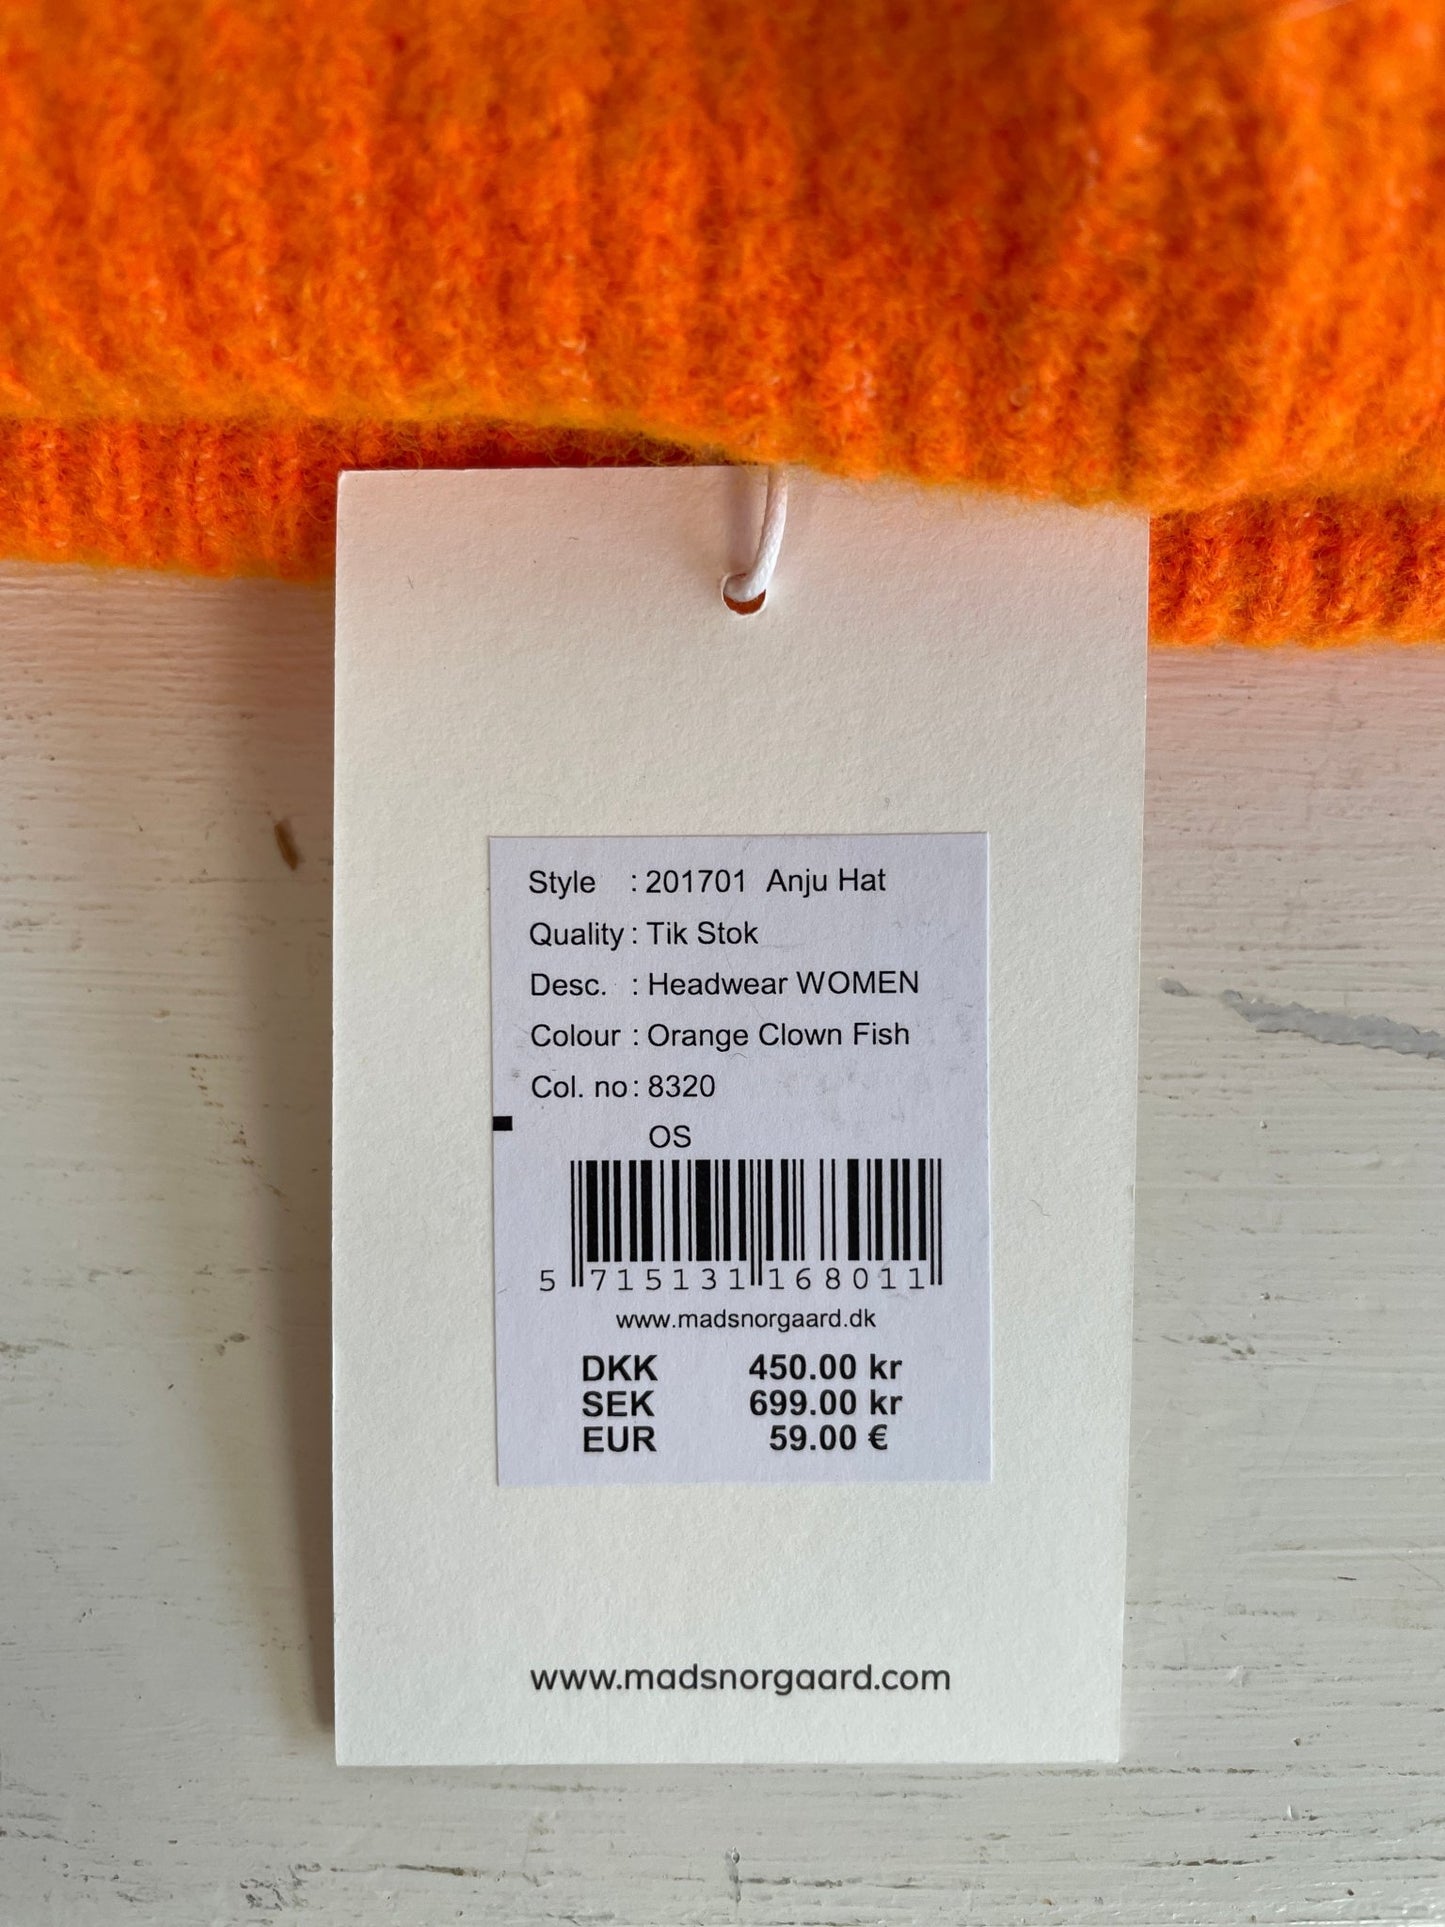 Style : 201701 Anju Hat
Quality : Tik Stok
Desc. : Headwear WOMEN
Colour : Orange Clown Fish
Col. no : 8320
OS
5 715131 168011
www.madsnorgaard.dk
DKK 450.00 kr
SEK 699.00 kr
EUR 59.00 €
www.madsnorgaard.com